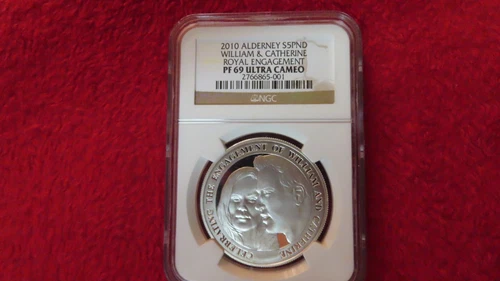 2010 ALDERNEY S5PND
WILLIAM & CATHERINE
ROYAL ENGAGEMENT
PF 69 ULTRA CAMEO
2766865-001
NGC
CELEBRATING THE ENGAGEMENT OF WILLIAM AND CATHERINE